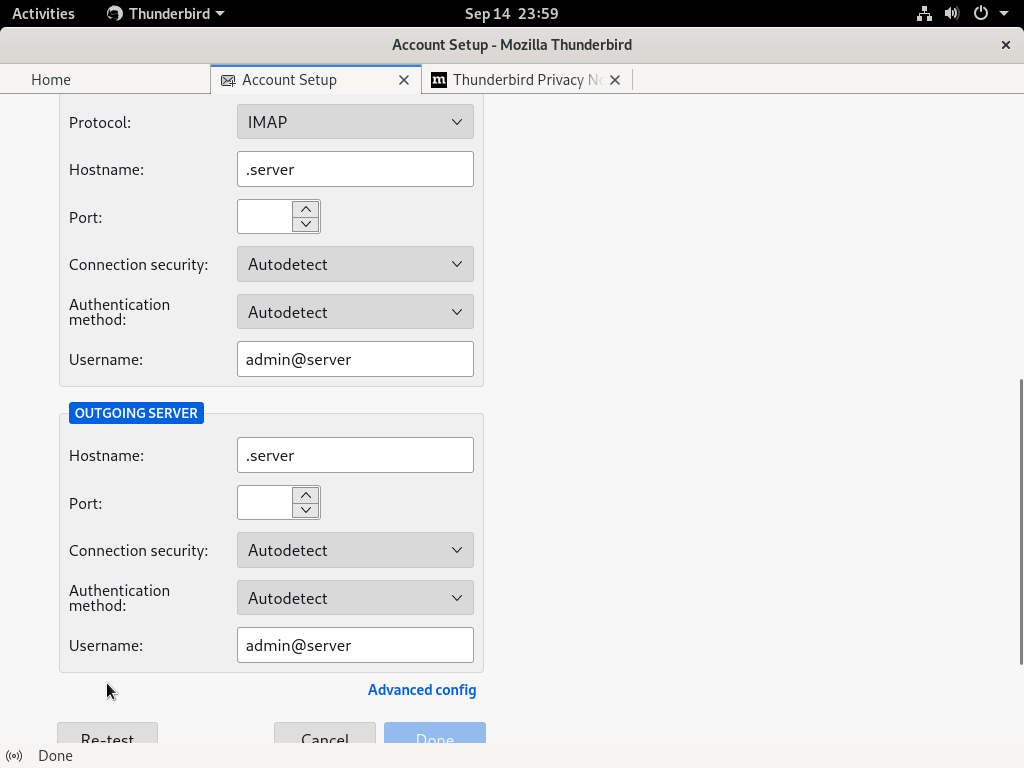 Activities
Thunderbird
Sep 14 23:59
Account Setup - Mozilla Thunderbird
Home
Account Setup
Thunderbird Privacy No
Protocol:
IMAP
Hostname:
.server
Port:
Connection security:
Autodetect
Authentication
method:
Autodetect
Username:
admin@server
OUTGOING SERVER
Hostname:
.server
Port:
Connection security:
Autodetect
Authentication
method:
Autodetect
Username:
admin@server
Advanced config
Re-test
Cancel
Done
Done